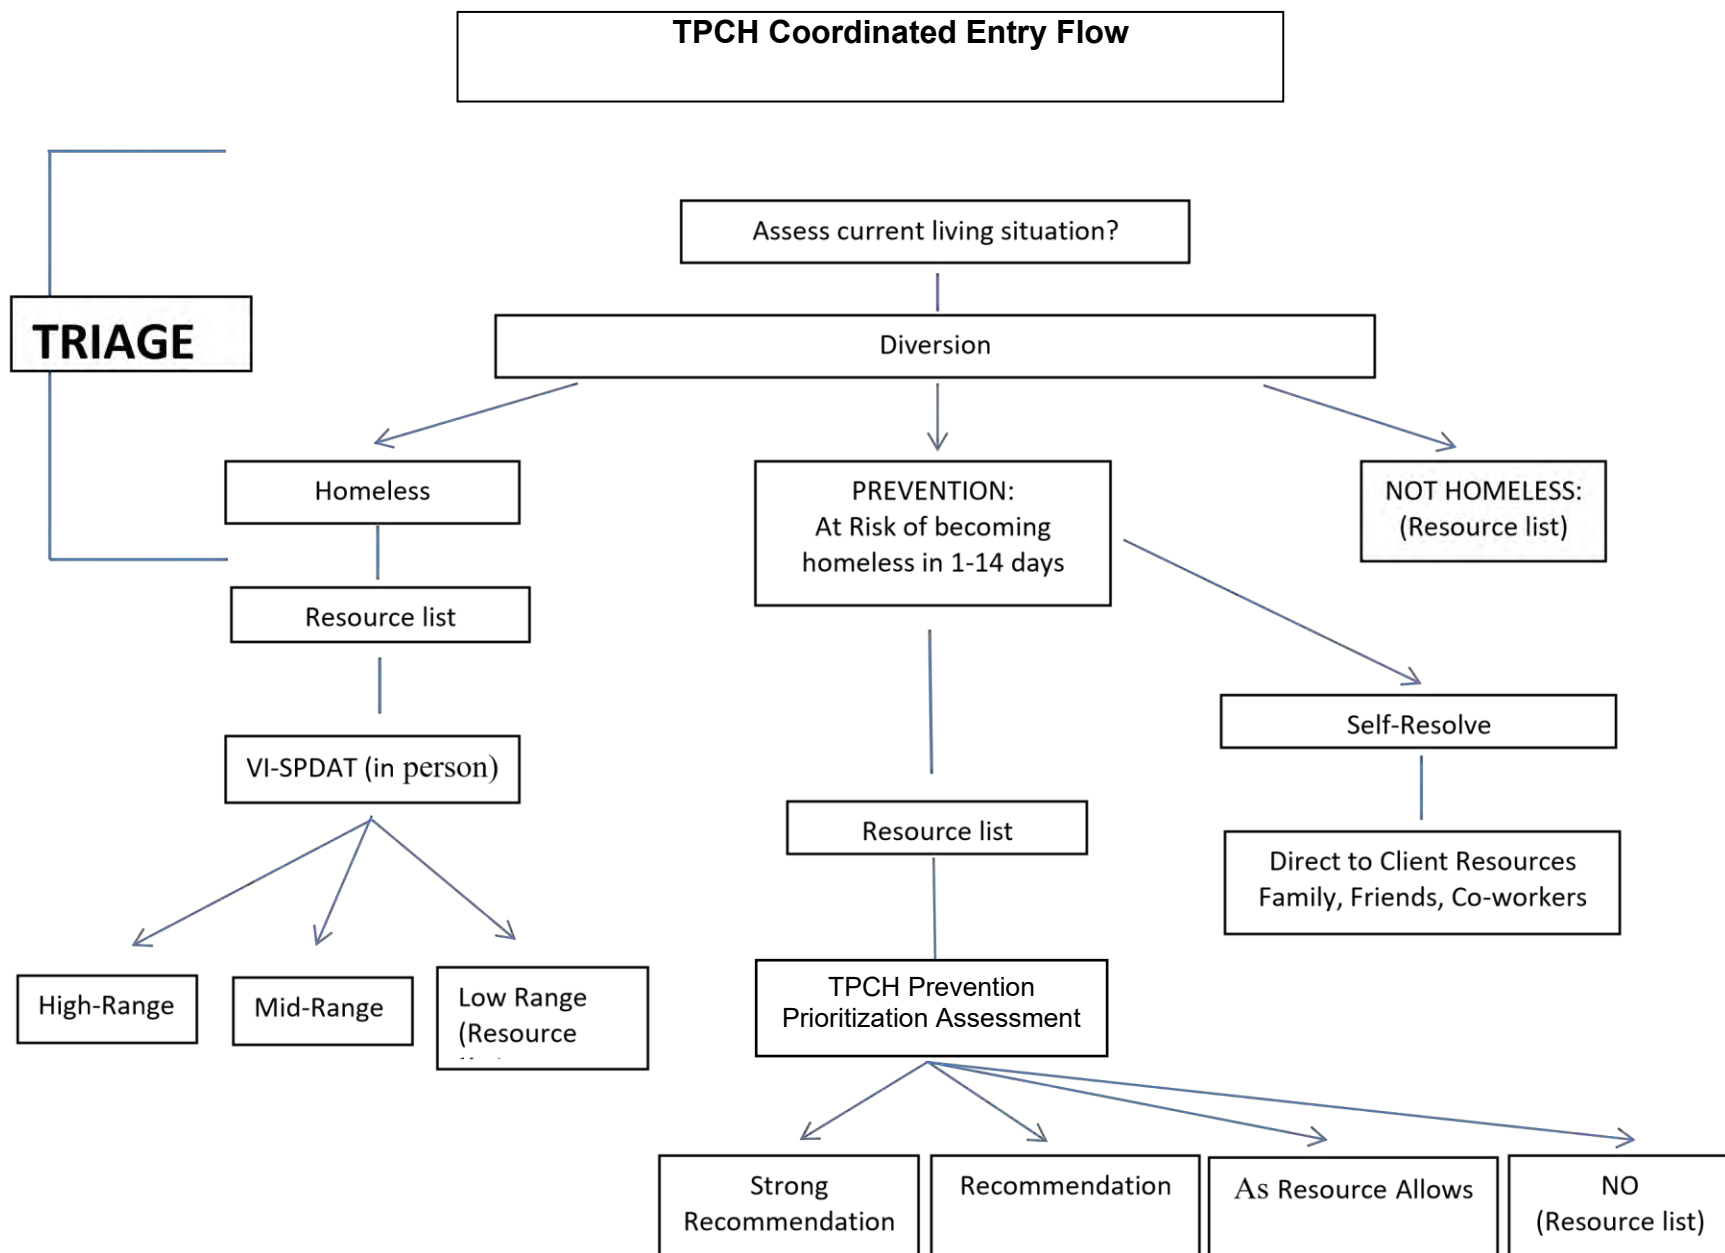 TPCH Coordinated Entry Flow
Assess current living situation?
TRIAGE
Diversion
Homeless
PREVENTION:
At Risk of becoming
homeless in 1-14 days
NOT HOMELESS:
(Resource list)
Resource list
Self-Resolve
VI-SPDAT (in person)
Resource list
Direct to Client Resources
Family, Friends, Co-workers
High-Range
Mid-Range
Low Range
(Resource
TPCH Prevention
Prioritization Assessment
Strong
Recommendation
Recommendation
As Resource Allows
NO
(Resource list)